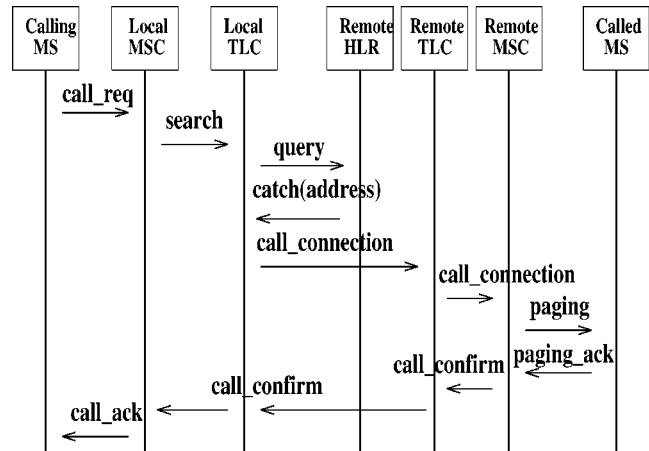 Calling Local Local Remote Remote Remote Called
MS MSC TLC HLR TLC MSC MS
call_req
search
query
catch(address)
call_connection
call_connection
paging
paging_ack
call_confirm
call_confirm
call_ack